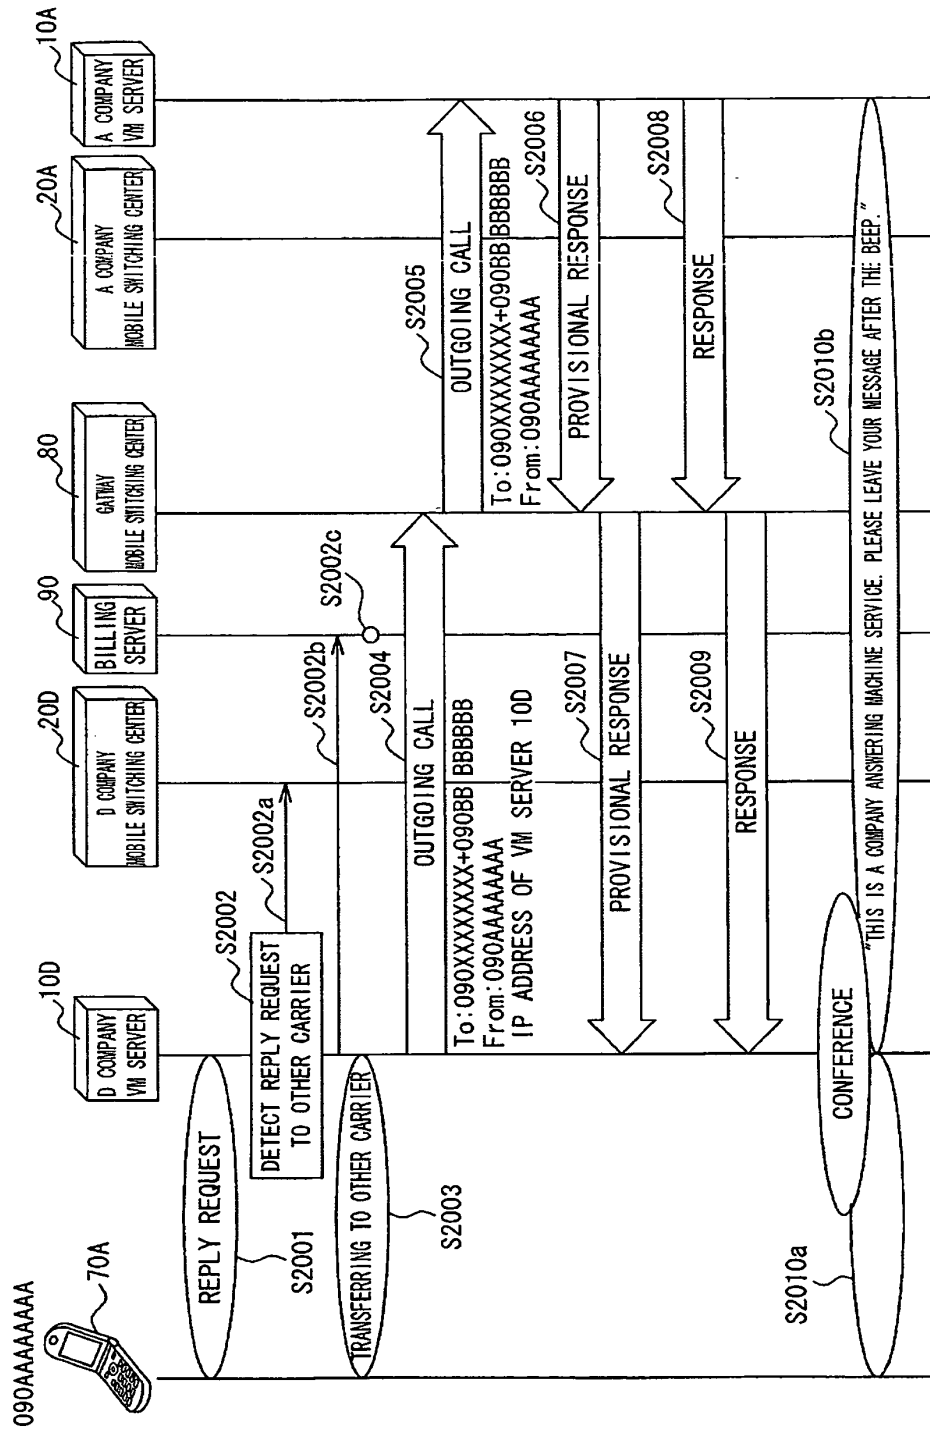 090AAAAAAAA
70A
10D
D COMPANY
VM SERVER
20D
D COMPANY
MOBILE SWITCHING CENTER
90
BILLING
SERVER
80
GATWAY
MOBILE SWITCHING CENTER
20A
A COMPANY
MOBILE SWITCHING CENTER
10A
A COMPANY
VM SERVER
REPLY REQUEST
S2001
S2002
DETECT REPLY REQUEST
TO OTHER CARRIER
S2002a
S2002b
S2002c
TRANSFERRING TO OTHER CARRIER
S2003
S2004
OUTGOING CALL
To:090XXXXXXXX+090BB BBBBBB
From:090AAAAAAAA
IP ADDRESS OF VM SERVER 10D
S2005
OUTGOING CALL
To:090XXXXXXXX+090BBBBBBBB
From:090AAAAAAAA
S2006
PROVISIONAL RESPONSE
S2007
PROVISIONAL RESPONSE
S2008
RESPONSE
S2009
RESPONSE
CONFERENCE
S2010a
S2010b
"THIS IS A COMPANY ANSWERING MACHINE SERVICE. PLEASE LEAVE YOUR MESSAGE AFTER THE BEEP."